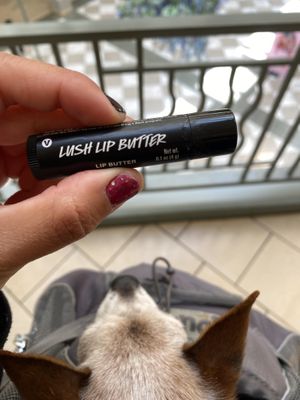 V
LUSH LIP BUTTER
LIP BUTTER
Net wt.
0.1 oz (4 g)